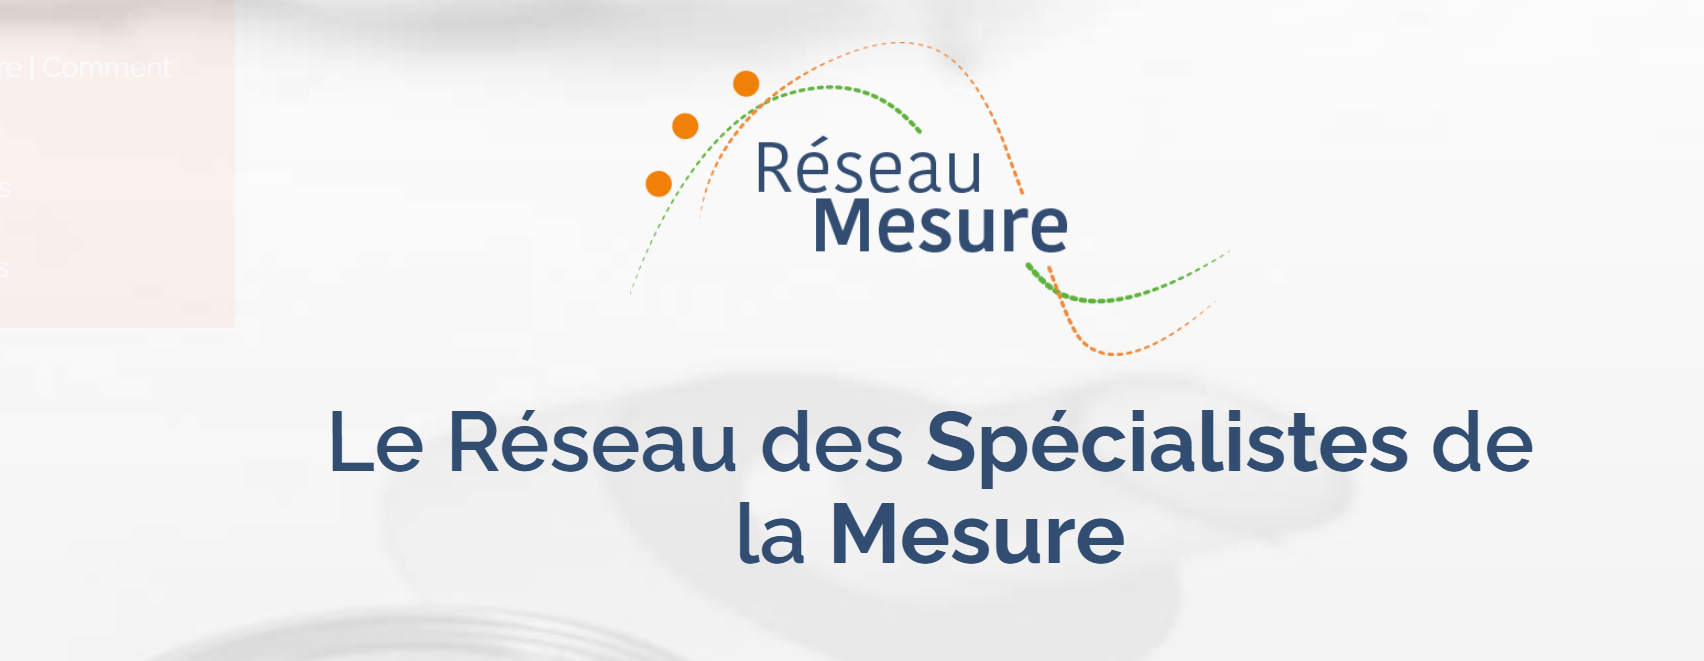 re | Comment
s
s
Réseau
Mesure
Le Réseau des Spécialistes de
la Mesure